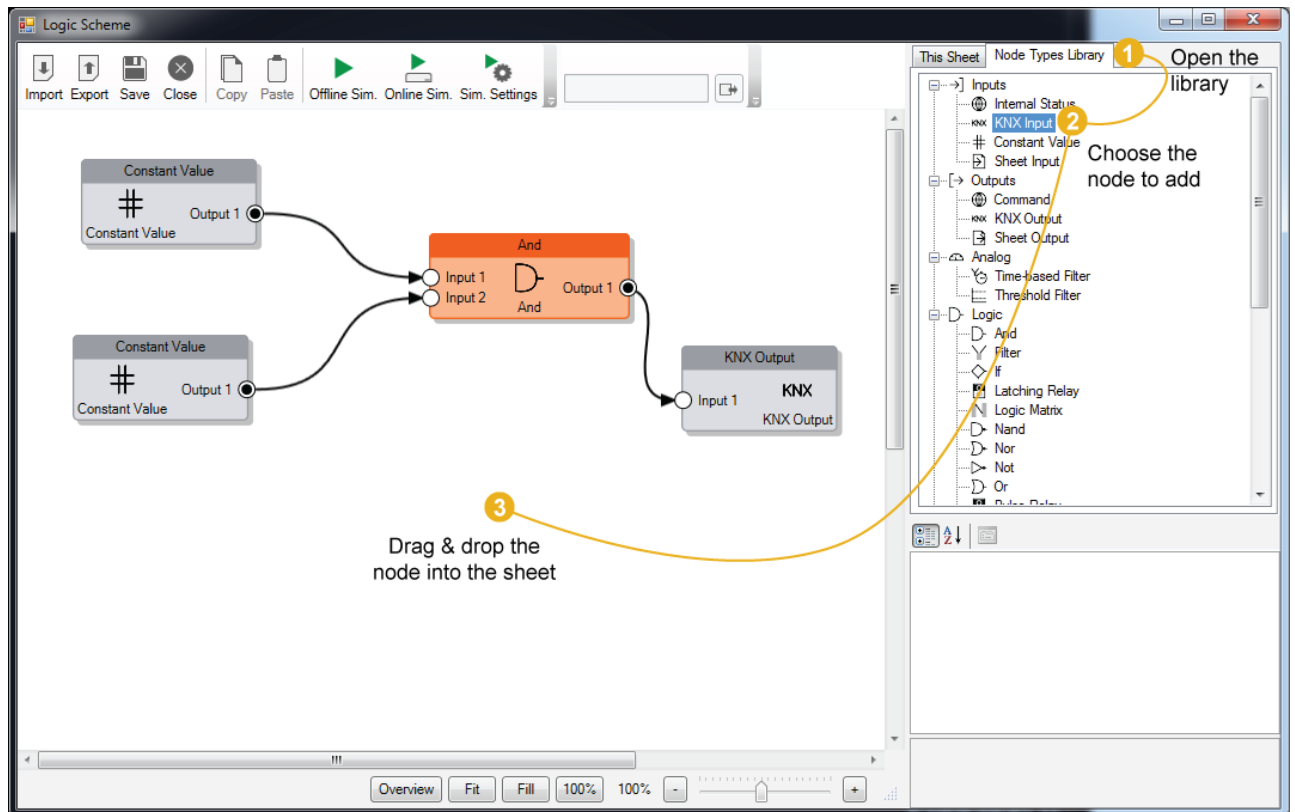 Logic Scheme
Import Export Save Close Copy Paste Offline Sim. Online Sim. Sim. Settings
This Sheet Node Types Library 1 Open the
library
Inputs
Internal Status
KNX KNX Input 2
Constant Value
Sheet Input
Choose the
node to add
Outputs
Command
KNX KNX Output
Sheet Output
Analog
Time-based Filter
Threshold Filter
Logic
And
Filter
If
Latching Relay
Logic Matrix
Nand
Nor
Not
Or
Pulse Relay
A
Z
Constant Value
Output 1
Constant Value
And
Input 1
Input 2
Output 1
And
Constant Value
Output 1
Constant Value
KNX Output
Input 1
KNX
KNX Output
3
Drag & drop the
node into the sheet
Overview Fit Fill 100% 100% - +